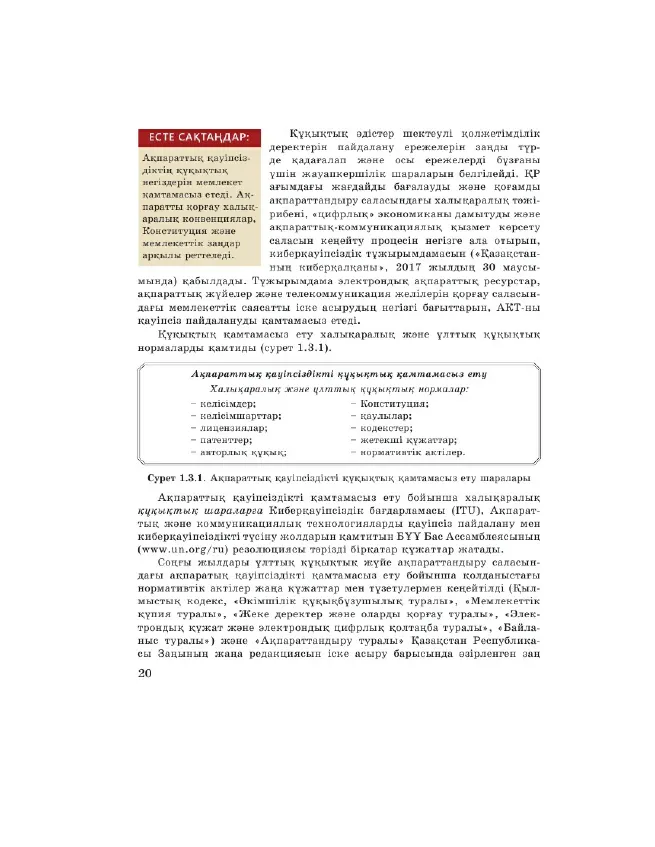 ЕСТЕ САҚТАҢДАР:
Ақпараттық қауіпсіз-
діктің құқықтық
негіздерін мемлекет
қамтамасыз етеді. Ақ-
паратты қорғау халық-
аралық конвенциялар,
Конституция және
мемлекеттік заңдар
арқылы реттеледі.
Құқықтық әдістер шектеулі қолжетімділік
деректерін пайдалану ережелерін заңды түр-
де қадағалап және осы ережелерді бұзғаны
үшін жауапкершілік шараларын белгілейді. ҚР
ағымдағы жағдайды бағалауды және қоғамды
ақпараттандыру саласындағы халықаралық тәжі-
рибені, «цифрлық» экономиканы дамытуды және
ақпараттық-коммуникациялық қызмет көрсету
саласын кеңейту процесін негізге ала отырып,
киберқауіпсіздік тұжырымдамасын («Қазақстан-
ның киберқалқаны», 2017 жылдың 30 маусы-
мында) қабылдады. Тұжырымдама электрондық ақпараттық ресурстар,
ақпараттық жүйелер және телекоммуникация желілерін қорғау саласын-
дағы мемлекеттік саясатты іске асырудың негізгі бағыттарын, АКТ-ны
қауіпсіз пайдалануды қамтамасыз етеді.
Құқықтық қамтамасыз ету халықаралық және ұлттық құқықтық
нормаларды қамтиды (сурет 1.3.1).
Ақпараттық қауіпсіздікті құқықтық қамтамасыз ету
Халықаралық және ұлттық құқықтық нормалар:
– келісімдер;
– келісімшарттар;
– лицензиялар;
– патенттер;
– авторлық құқық;
– Конституция;
– қаулылар;
– кодекстер;
– жетекші құжаттар;
– нормативтік актілер.
Сурет 1.3.1. Ақпараттық қауіпсіздікті құқықтық қамтамасыз ету шаралары
Ақпараттық қауіпсіздікті қамтамасыз ету бойынша халықаралық
құқықтық шараларға Киберқауіпсіздік бағдарламасы (ITU), Ақпарат-
тық және коммуникациялық технологияларды қауіпсіз пайдалану мен
киберқауіпсіздікті түсіну жолдарын қамтитын БҰҰ Бас Ассамблеясының
(www.un.org/ru) резолюциясы тәрізді бірқатар құжаттар жатады.
Соңғы жылдары ұлттық құқықтық жүйе ақпараттандыру саласын-
дағы ақпаратық қауіпсіздікті қамтамасыз ету бойынша қолданыстағы
нормативтік актілер жаңа құжаттар мен түзетулермен кеңейтілді (Қыл-
мыстық кодекс, «Әкімшілік құқықбұзушылық туралы», «Мемлекеттік
құпия туралы», «Жеке деректер және оларды қорғау туралы», «Элек-
трондық құжат және электрондық цифрлық қолтаңба туралы», «Байла-
ныс туралы») және «Ақпараттандыру туралы» Қазақстан Республика-
сы Заңының жаңа редакциясын іске асыру барысында әзірленген заң
20